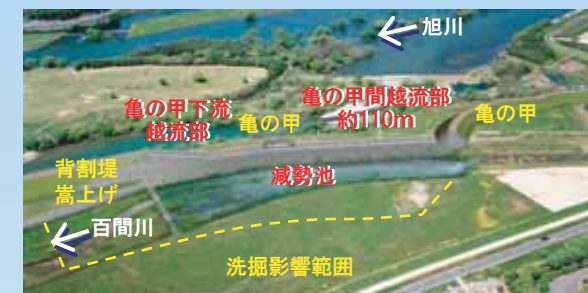 旭川
亀の甲下流
越流部
亀の甲
亀の甲間越流部
約110m
亀の甲
背割堤
嵩上げ
減勢池
百間川
洗掘影響範囲